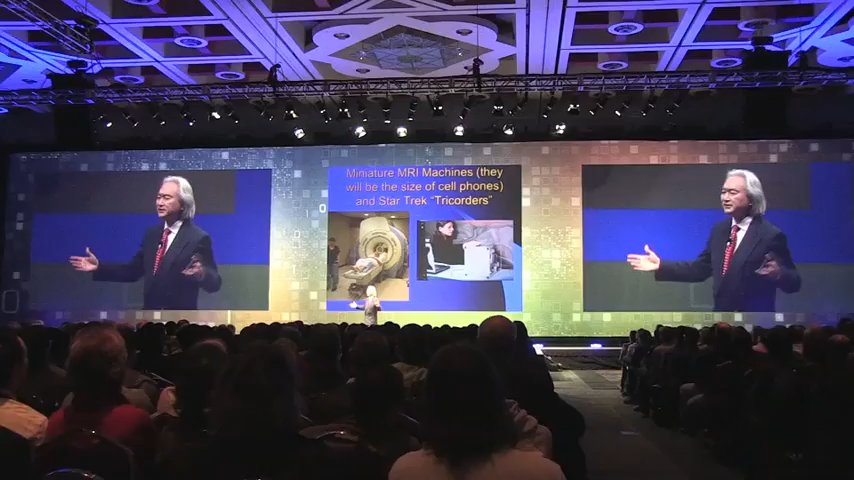 Miniature MRI Machines (they
will be the size of cell phones)
and Star Trek “Tricorders”